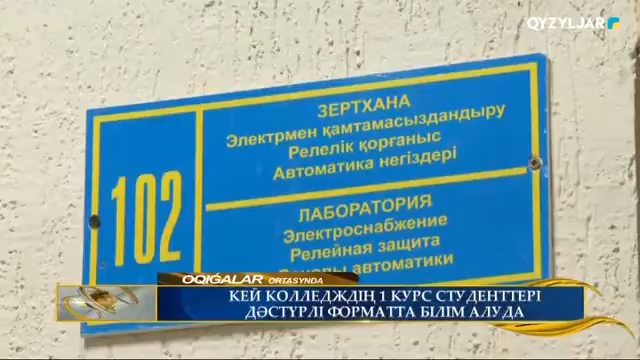 QYZYLJAR
ЗЕРТХАНА
Электрмен қамтамасыздандыру
Релелік қорғаныс
Автоматика негіздері
102
ЛАБОРАТОРИЯ
Электроснабжение
Релейная защита
автоматики
OQIǴALAR ORTASYNDA
КЕЙ КОЛЛЕДЖДІҢ 1 КУРС СТУДЕНТТЕРІ
ДӘСТҮРЛІ ФОРМАТТА БІЛІМ АЛУДА